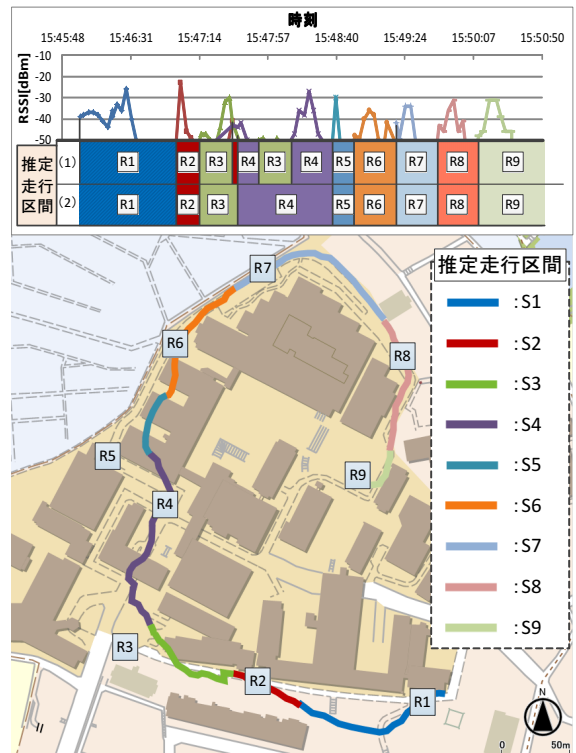 時刻
15:45:48 15:46:31 15:47:14 15:47:57 15:48:40 15:49:24 15:50:07 15:50:50
RSSI[dBm]
-10
-20
-30
-40
-50
推定走行区間
(1) R1 R2 R3 R4 R3 R4 R5 R6 R7 R8 R9
(2) R1 R2 R3 R4 R5 R6 R7 R8 R9
推定走行区間
:S1
:S2
:S3
:S4
:S5
:S6
:S7
:S8
:S9
R7
R6
R8
R5
R9
R4
R3
R2
R1
N
0 50m